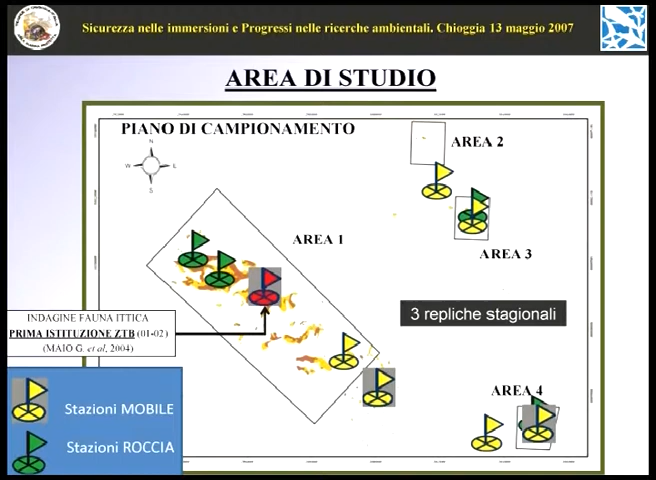 Sicurezza nelle immersioni e Progressi nelle ricerche ambientali. Chioggia 13 maggio 2007
AREA DI STUDIO
PIANO DI CAMPIONAMENTO
AREA 2
N
W
S
AREA 1
AREA 3
3 repliche stagionali
INDAGINE FAUNA ITTICA
PRIMA ISTITUZIONE ZTB (01-02)
(MAIO G. et al, 2004)
AREA 4
Stazioni MOBILE
Stazioni ROCCIA